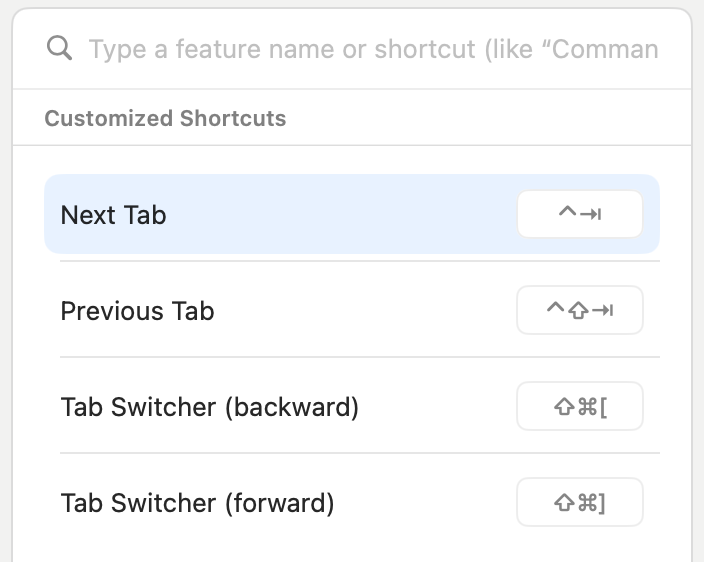 Type a feature name or shortcut (like “Comman
Customized Shortcuts
Next Tab ^⇥
Previous Tab ^⇧⇥
Tab Switcher (backward) ⇧⌘[
Tab Switcher (forward) ⇧⌘]